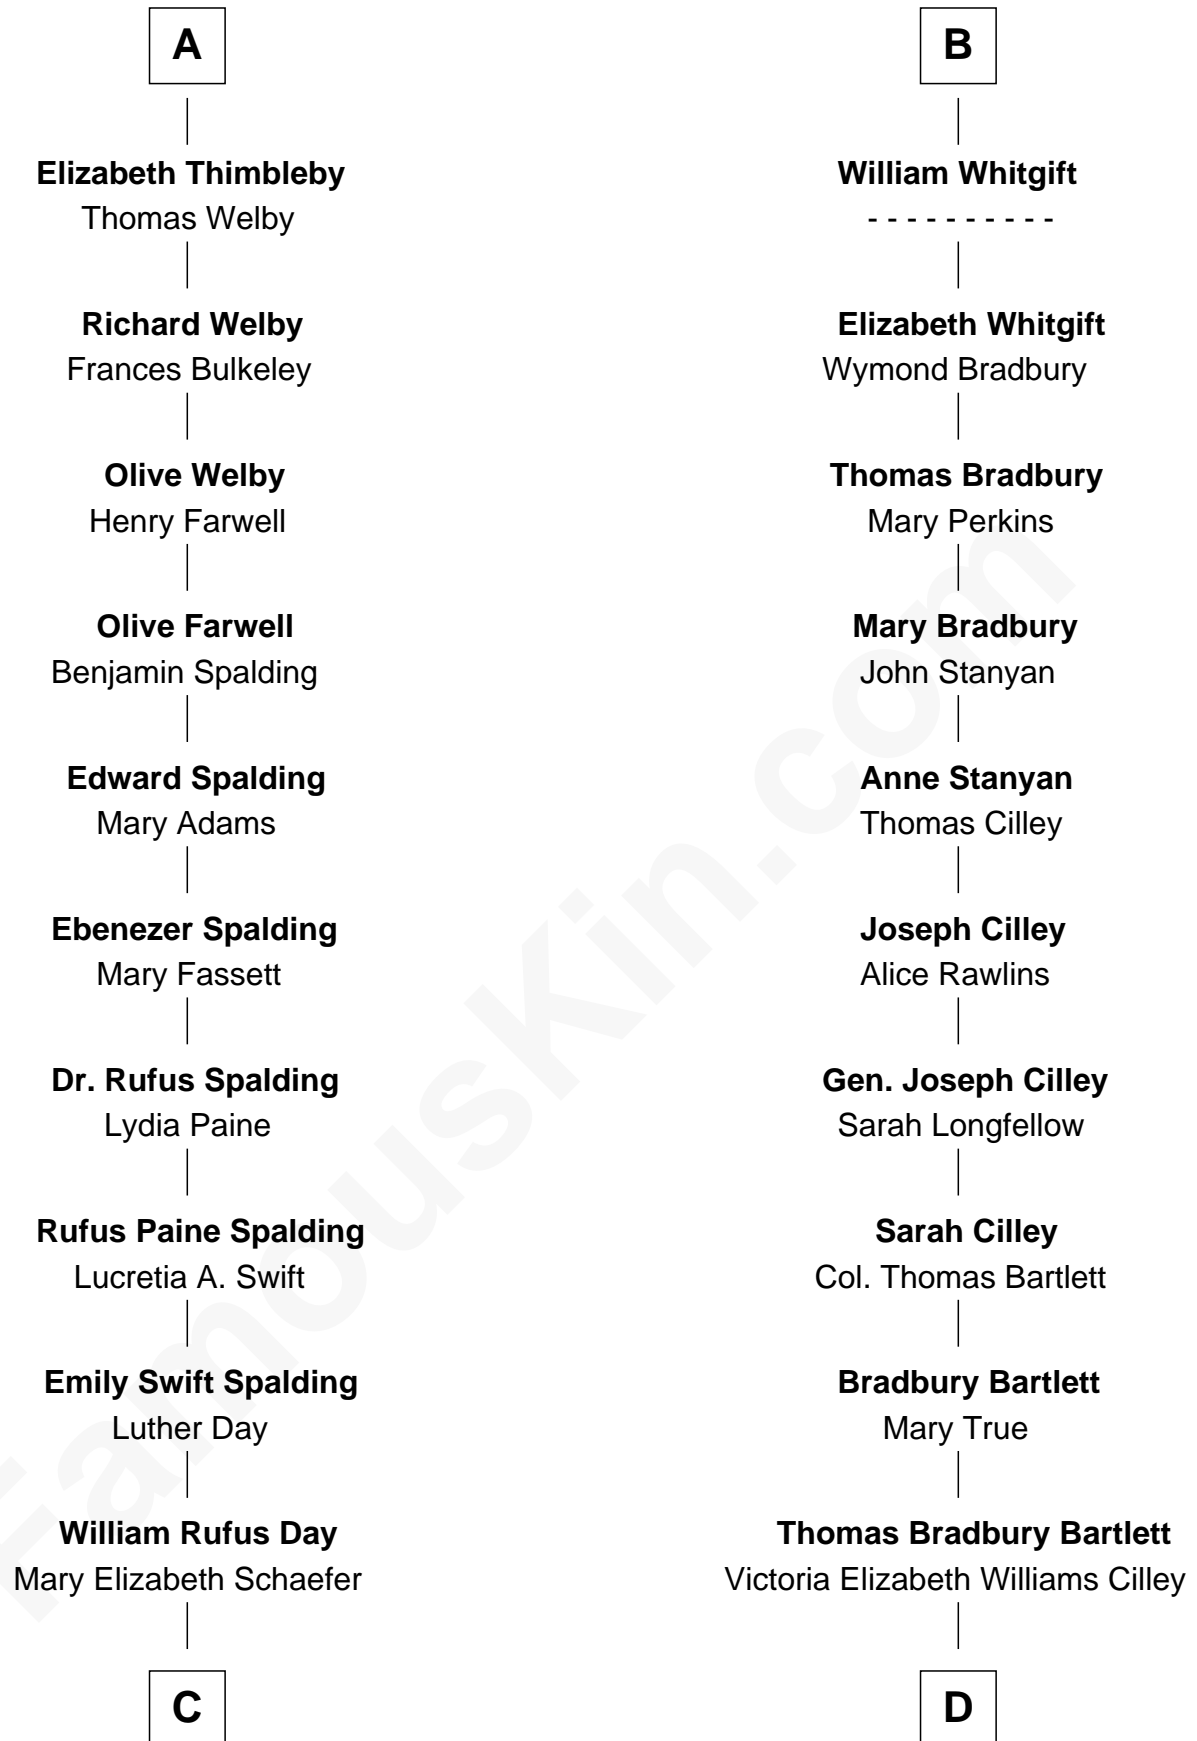 A
Elizabeth Thimbleby
Thomas Welby
Richard Welby
Frances Bulkeley
Olive Welby
Henry Farwell
Olive Farwell
Benjamin Spalding
Edward Spalding
Mary Adams
Ebenezer Spalding
Mary Fassett
Dr. Rufus Spalding
Lydia Paine
Rufus Paine Spalding
Lucretia A. Swift
Emily Swift Spalding
Luther Day
William Rufus Day
Mary Elizabeth Schaefer
C
B
William Whitgift
- - - - - - - - - -
Elizabeth Whitgift
Wymond Bradbury
Thomas Bradbury
Mary Perkins
Mary Bradbury
John Stanyan
Anne Stanyan
Thomas Cilley
Joseph Cilley
Alice Rawlins
Gen. Joseph Cilley
Sarah Longfellow
Sarah Cilley
Col. Thomas Bartlett
Bradbury Bartlett
Mary True
Thomas Bradbury Bartlett
Victoria Elizabeth Williams Cilley
D
FamousKin.com